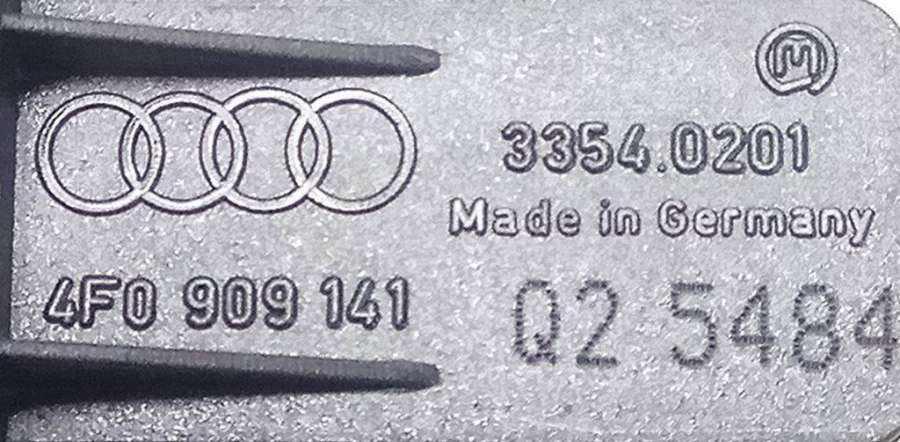 M
3354.0201
Made in Germany
4F0 909 141
Q2 5484